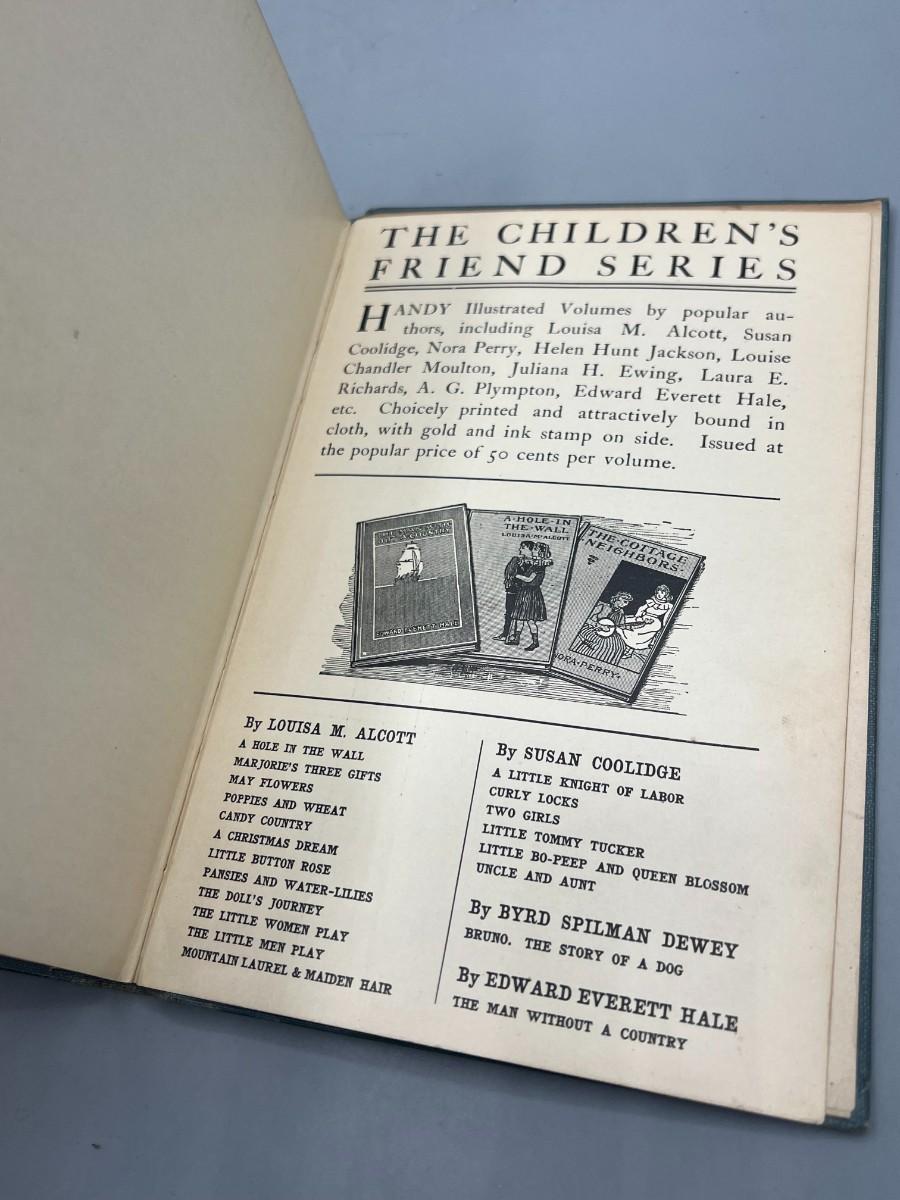 THE CHILDREN'S
FRIEND SERIES
HANDY Illustrated Volumes by popular au-
thors, including Louisa M. Alcott, Susan
Coolidge, Nora Perry, Helen Hunt Jackson, Louise
Chandler Moulton, Juliana H. Ewing, Laura E.
Richards, A. G. Plympton, Edward Everett Hale,
etc. Choicely printed and attractively bound in
cloth, with gold and ink stamp on side. Issued at
the popular price of 50 cents per volume.
THE MAN WITH
OUT A COUNTRY
EDWARD EVERETT HALE
A·HOLE·IN
THE·WALL
LOUISA·M·ALCOTT
THE·COTTAGE
NEIGHBORS·
NORA·PERRY·
By LOUISA M. ALCOTT
A HOLE IN THE WALL
MARJORIE'S THREE GIFTS
MAY FLOWERS
POPPIES AND WHEAT
CANDY COUNTRY
A CHRISTMAS DREAM
LITTLE BUTTON ROSE
PANSIES AND WATER-LILIES
THE DOLL'S JOURNEY
THE LITTLE WOMEN PLAY
THE LITTLE MEN PLAY
MOUNTAIN LAUREL & MAIDEN HAIR
By SUSAN COOLIDGE
A LITTLE KNIGHT OF LABOR
CURLY LOCKS
TWO GIRLS
LITTLE TOMMY TUCKER
LITTLE BO-PEEP AND QUEEN BLOSSOM
UNCLE AND AUNT
By BYRD SPILMAN DEWEY
BRUNO. THE STORY OF A DOG
By EDWARD EVERETT HALE
THE MAN WITHOUT A COUNTRY